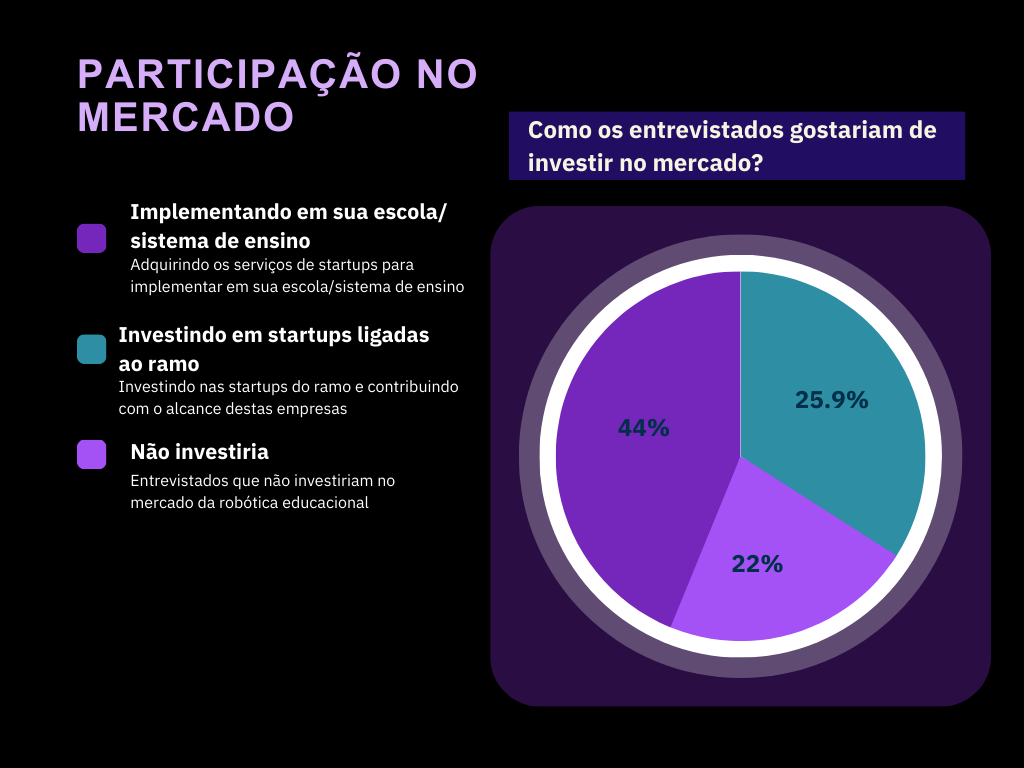 PARTICIPAÇÃO NO
MERCADO
Como os entrevistados gostariam de
investir no mercado?
Implementando em sua escola/
sistema de ensino
Adquirindo os serviços de startups para
implementar em sua escola/sistema de ensino
Investindo em startups ligadas
ao ramo
Investindo nas startups do ramo e contribuindo
com o alcance destas empresas
Não investiria
Entrevistados que não investiriam no
mercado da robótica educacional
25.9%
44%
22%